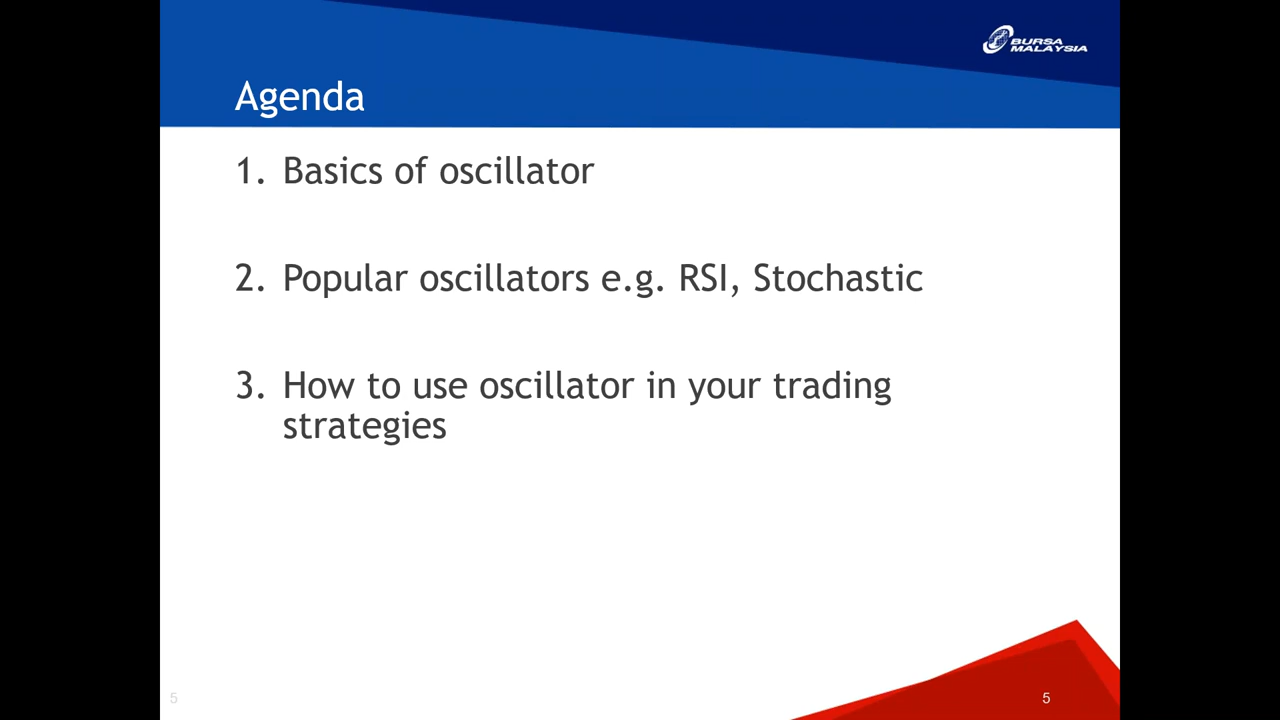 BURSA
MALAYSIA
Agenda
1. Basics of oscillator
2. Popular oscillators e.g. RSI, Stochastic
3. How to use oscillator in your trading
strategies
5
5